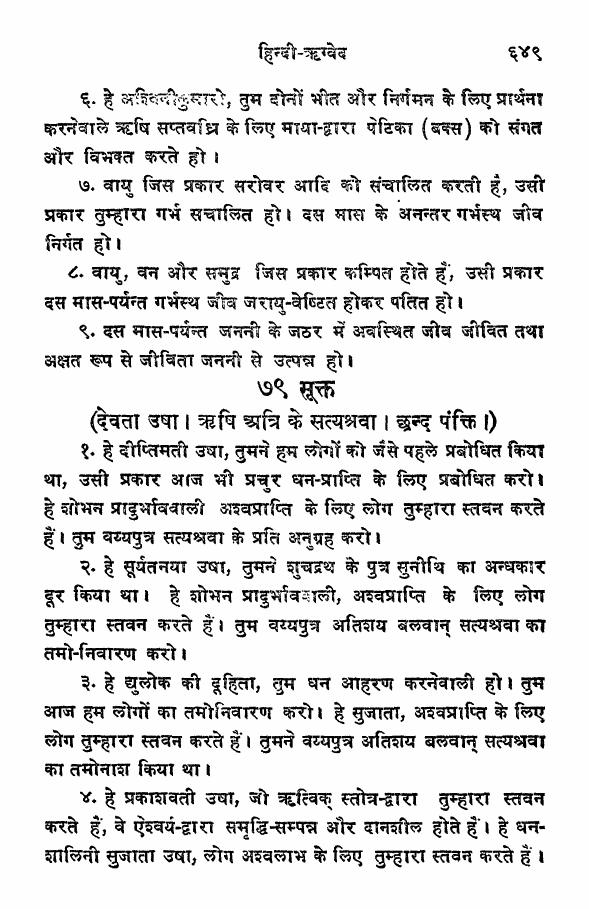 हिन्दी-ऋग्वेद ६४९
६. हे अश्विनीकुमारो, तुम दोनों भीत और निर्गमन के लिए प्रार्थना
करनेवाले ऋषि सप्तवध्रि के लिए माया-द्वारा पेटिका (बक्स) को संगत
और विभक्त करते हो।
७. वायु जिस प्रकार सरोवर आदि को संचालित करती है, उसी
प्रकार तुम्हारा गर्भ सचालित हो। दस मास के अनन्तर गर्भस्थ जीव
निर्गत हो।
८. वायु, वन और समुद्र जिस प्रकार कम्पित होते हैं, उसी प्रकार
दस मास-पर्यन्त गर्भस्थ जीव जरायु-वेष्टित होकर पतित हो।
९. दस मास-पर्यन्त जननी के जठर में अवस्थित जीव जीवित तथा
अक्षत रूप से जीविता जननी से उत्पन्न हो।
७९ सूक्त
(देवता उषा। ऋषि अत्रि के सत्यश्रवा। छन्द पंक्ति।)
१. हे दीप्तिमती उषा, तुमने हम लोगों को जैसे पहले प्रबोधित किया
था, उसी प्रकार आज भी प्रचुर धन-प्राप्ति के लिए प्रबोधित करो।
हे शोभन प्रादुर्भाववाली अश्वप्राप्ति के लिए लोग तुम्हारा स्तवन करते
हैं। तुम वय्यपुत्र सत्यश्रवा के प्रति अनुग्रह करो।
२. हे सूर्यतनया उषा, तुमने शुचद्रथ के पुत्र सुनीथि का अन्धकार
दूर किया था। हे शोभन प्रादुर्भाववाली, अश्वप्राप्ति के लिए लोग
तुम्हारा स्तवन करते हैं। तुम वय्यपुत्र अतिशय बलवान् सत्यश्रवा का
तमो-निवारण करो।
३. हे द्युलोक की दूहिता, तुम धन आहरण करनेवाली हो। तुम
आज हम लोगों का तमोनिवारण करो। हे सुजाता, अश्वप्राप्ति के लिए
लोग तुम्हारा स्तवन करते हैं। तुमने वय्यपुत्र अतिशय बलवान् सत्यश्रवा
का तमोनाश किया था।
४. हे प्रकाशवती उषा, जो ऋत्विक् स्तोत्र-द्वारा तुम्हारा स्तवन
करते हैं, वे ऐश्वर्य-द्वारा समृद्धि-सम्पन्न और दानशील होते हैं। हे धन-
शालिनी सुजाता उषा, लोग अश्वलाभ के लिए तुम्हारा स्तवन करते हैं।